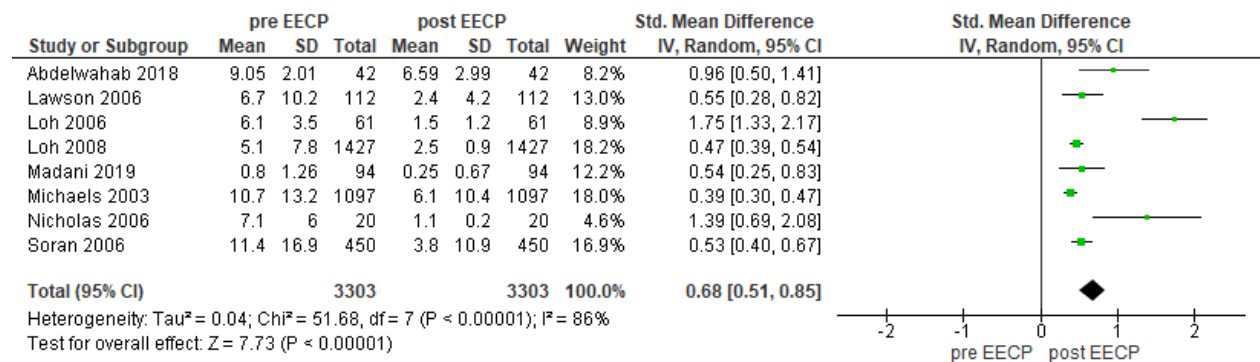 pre EECP post EECP Std. Mean Difference Std. Mean Difference
Study or Subgroup Mean SD Total Mean SD Total Weight IV, Random, 95% CI IV, Random, 95% CI
Abdelwahab 2018 9.05 2.01 42 6.59 2.99 42 8.2% 0.96 [0.50, 1.41]
Lawson 2006 6.7 10.2 112 2.4 4.2 112 13.0% 0.55 [0.28, 0.82]
Loh 2006 6.1 3.5 61 1.5 1.2 61 8.9% 1.75 [1.33, 2.17]
Loh 2008 5.1 7.8 1427 2.5 0.9 1427 18.2% 0.47 [0.39, 0.54]
Madani 2019 0.8 1.26 94 0.25 0.67 94 12.2% 0.54 [0.25, 0.83]
Michaels 2003 10.7 13.2 1097 6.1 10.4 1097 18.0% 0.39 [0.30, 0.47]
Nicholas 2006 7.1 6 20 1.1 0.2 20 4.6% 1.39 [0.69, 2.08]
Soran 2006 11.4 16.9 450 3.8 10.9 450 16.9% 0.53 [0.40, 0.67]
Total (95% CI) 3303 3303 100.0% 0.68 [0.51, 0.85]
Heterogeneity: Tau² = 0.04; Chi² = 51.68, df = 7 (P < 0.00001); I² = 86%
Test for overall effect: Z = 7.73 (P < 0.00001)
-2 -1 0 1 2
pre EECP post EECP